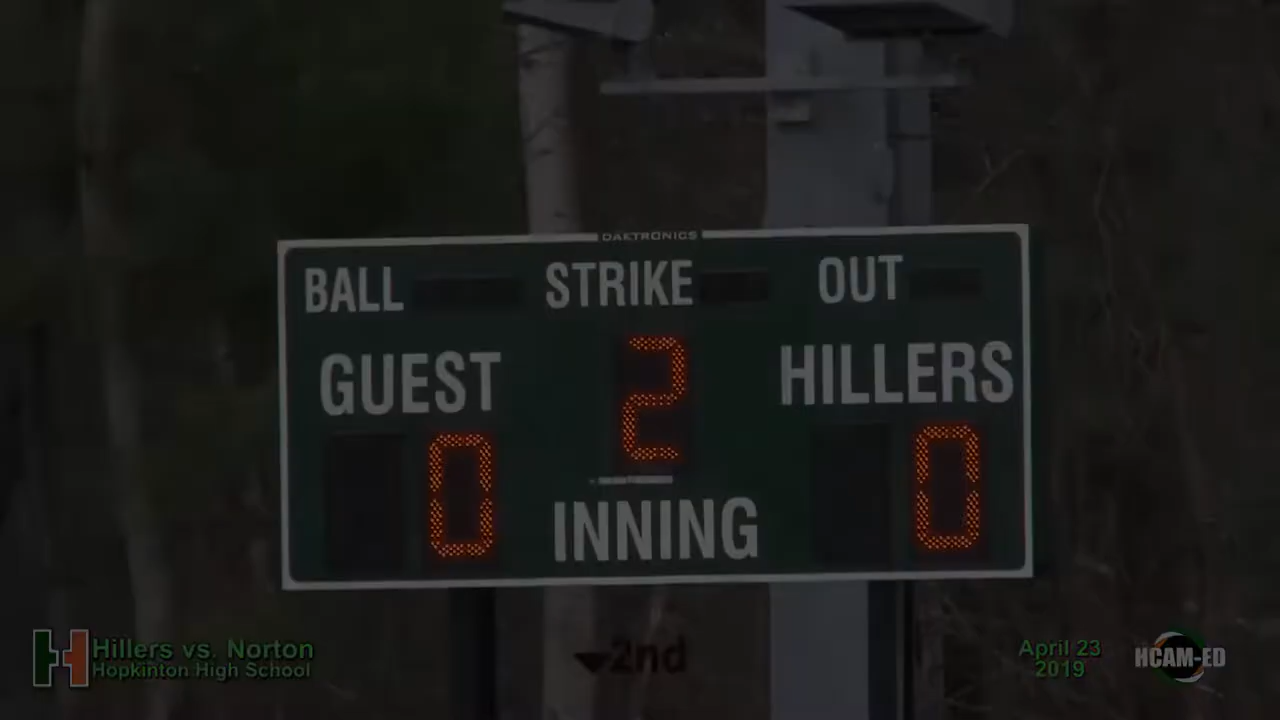 DAKTRONICS
BALL STRIKE OUT
GUEST 2 HILLERS
0 INNING 0
Hillers vs. Norton
Hopkinton High School
▼2nd
April 23
2019
H
HCAM-ED